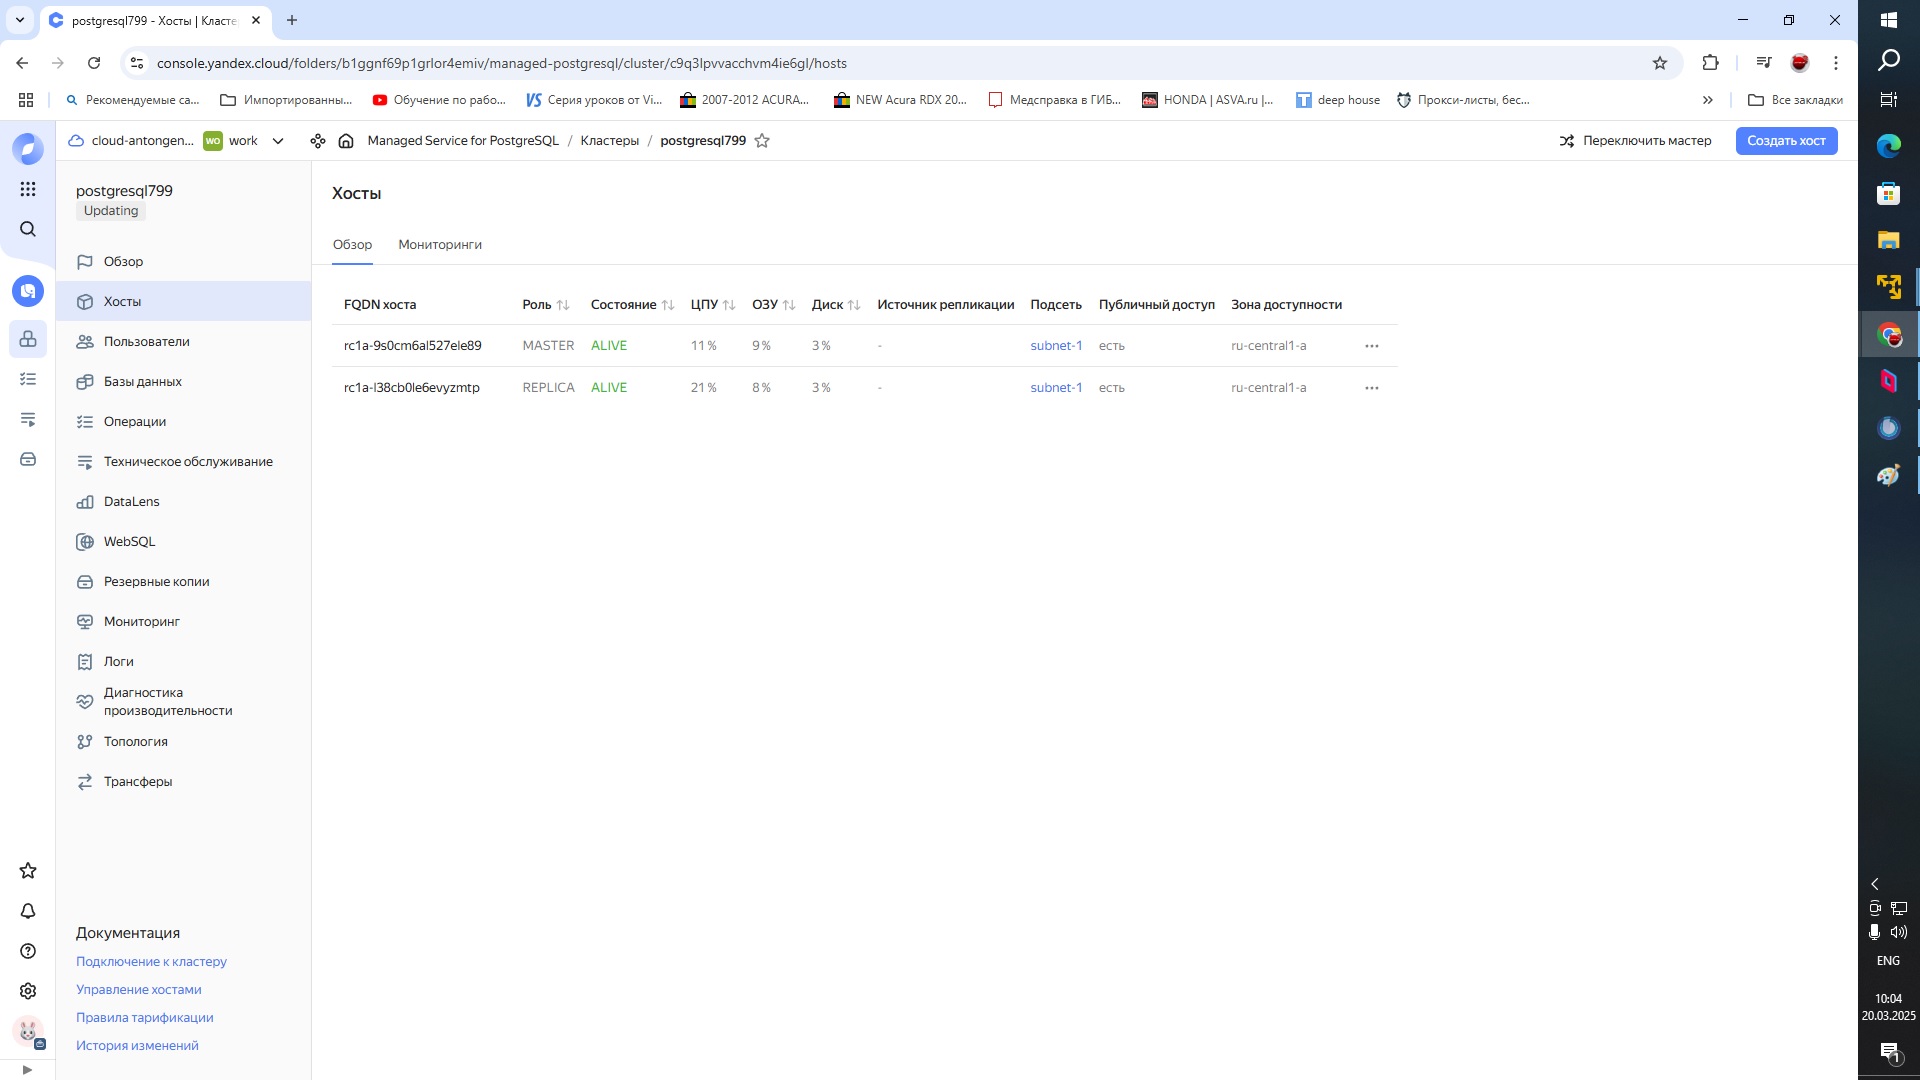 postgresql799 - Хосты | Класте
console.yandex.cloud/folders/b1ggnf69p1grlor4emiv/managed-postgresql/cluster/c9q3lpvvacchvm4ie6gl/hosts
Рекомендуемые са...
Импортированны...
Обучение по рабо...
VS Серия уроков от Vi...
2007-2012 ACURA...
NEW Acura RDX 20...
Медсправка в ГИБ...
HONDA | ASVA.ru |...
deep house
Прокси-листы, бес...
Все закладки
cloud-antongen...
WO work
Managed Service for PostgreSQL / Кластеры / postgresql799
Переключить мастер
Создать хост
postgresql799
Updating
Обзор
Хосты
Пользователи
Базы данных
Операции
Техническое обслуживание
DataLens
WebSQL
Резервные копии
Мониторинг
Логи
Диагностика
производительности
Топология
Трансферы
Документация
Подключение к кластеру
Управление хостами
Правила тарификации
История изменений
Хосты
Обзор Мониторинги
FQDN хоста Роль Состояние ЦПУ ОЗУ Диск Источник репликации Подсеть Публичный доступ Зона доступности
rc1a-9s0cm6al527ele89 MASTER ALIVE 11 % 9 % 3 % - subnet-1 есть ru-central1-a
rc1a-l38cb0le6evyzmtp REPLICA ALIVE 21 % 8 % 3 % - subnet-1 есть ru-central1-a
ENG
10:04
20.03.2025
1